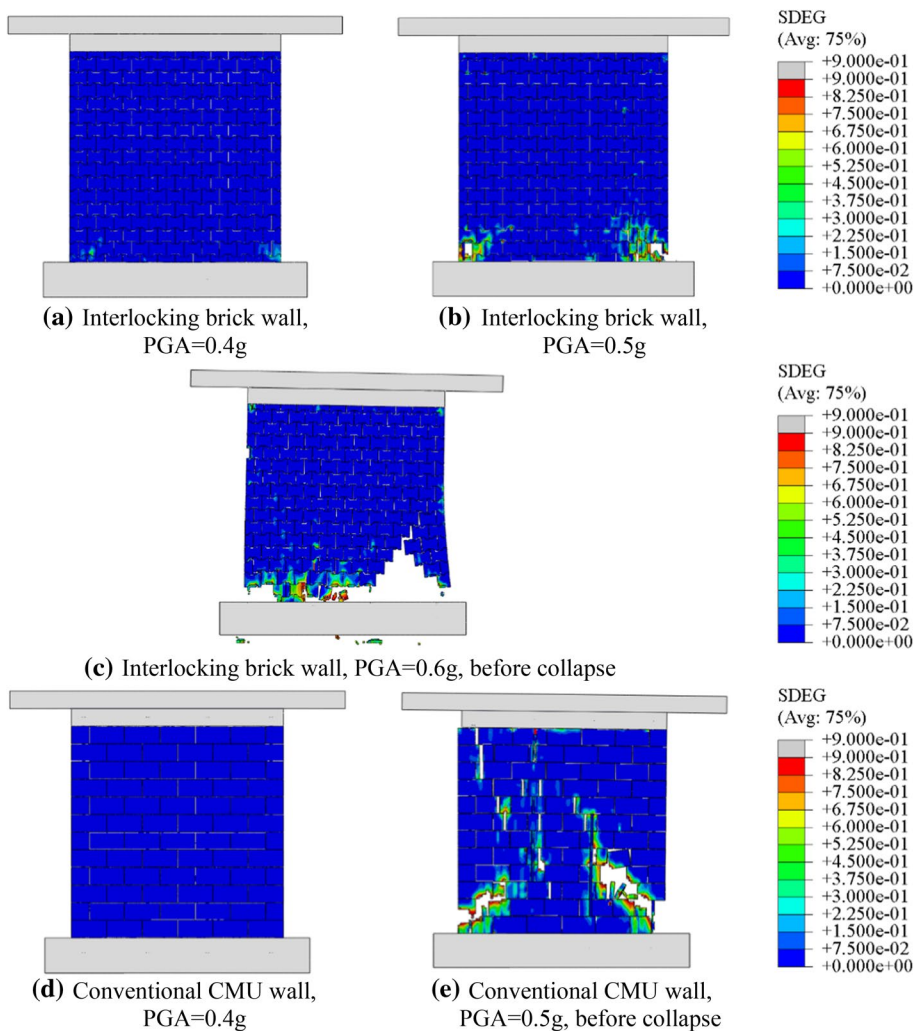 SDEG
(Avg: 75%)
+9.000e-01
+9.000e-01
+8.250e-01
+7.500e-01
+6.750e-01
+6.000e-01
+5.250e-01
+4.500e-01
+3.750e-01
+3.000e-01
+2.250e-01
+1.500e-01
+7.500e-02
+0.000e+00
(a) Interlocking brick wall,
PGA=0.4g
(b) Interlocking brick wall,
PGA=0.5g
SDEG
(Avg: 75%)
+9.000e-01
+9.000e-01
+8.250e-01
+7.500e-01
+6.750e-01
+6.000e-01
+5.250e-01
+4.500e-01
+3.750e-01
+3.000e-01
+2.250e-01
+1.500e-01
+7.500e-02
+0.000e+00
(c) Interlocking brick wall, PGA=0.6g, before collapse
SDEG
(Avg: 75%)
+9.000e-01
+9.000e-01
+8.250e-01
+7.500e-01
+6.750e-01
+6.000e-01
+5.250e-01
+4.500e-01
+3.750e-01
+3.000e-01
+2.250e-01
+1.500e-01
+7.500e-02
+0.000e+00
(d) Conventional CMU wall,
PGA=0.4g
(e) Conventional CMU wall,
PGA=0.5g, before collapse